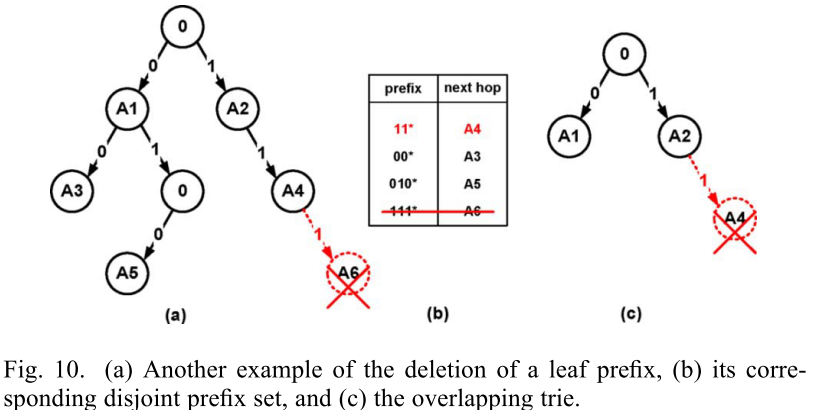 0
0
1
A1
A2
0
1
1
A3
0
A4
0
1
A5
A6
(a)
prefix next hop
11* A4
00* A3
010* A5
111* A6
(b)
0
0
1
A1
A2
1
A4
(c)
Fig. 10. (a) Another example of the deletion of a leaf prefix, (b) its corre-
sponding disjoint prefix set, and (c) the overlapping trie.